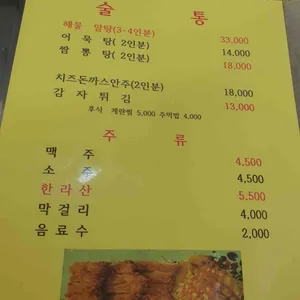 술 통
해물 알탕(3-4인분) 33,000
어묵탕(2인분) 14,000
짬뽕탕(2인분) 18,000
치즈돈까스안주(2인분) 18,000
감자튀김 13,000
후식 계란찜 5,000 주먹밥 4,000
주 류
맥 주 4,500
소 주 4,500
한라산 5,500
막걸리 4,000
음료수 2,000